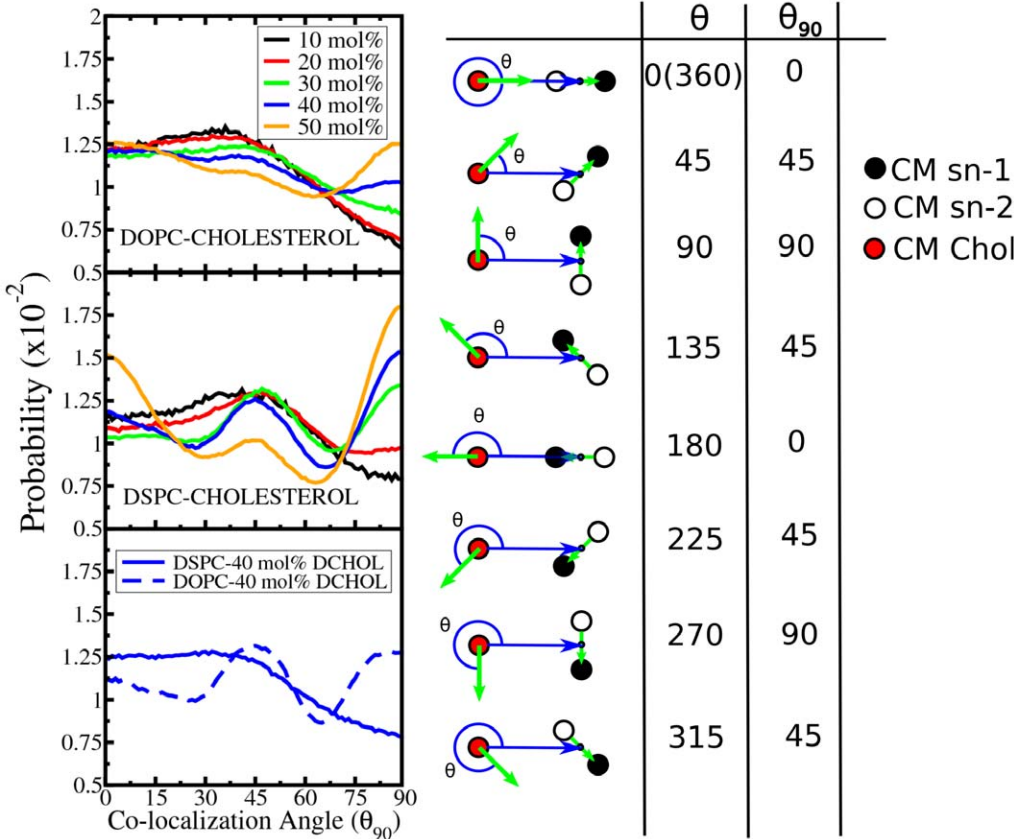 Probability (x10-2)
2
1.75
1.5
1.25
1
0.75
0.5
10 mol%
20 mol%
30 mol%
40 mol%
50 mol%
DOPC-CHOLESTEROL
1.75
1.5
1.25
1
0.75
0.5
DSPC-CHOLESTEROL
1.75
1.5
1.25
1
0.75
0.5
DSPC-40 mol% DCHOL
DOPC-40 mol% DCHOL
0 15 30 45 60 75 90
Co-localization Angle (θ90)
θ θ90
θ 0(360) 0
θ 45 45
θ 90 90
θ 135 45
θ 180 0
θ 225 45
θ 270 90
θ 315 45
CM sn-1
CM sn-2
CM Chol